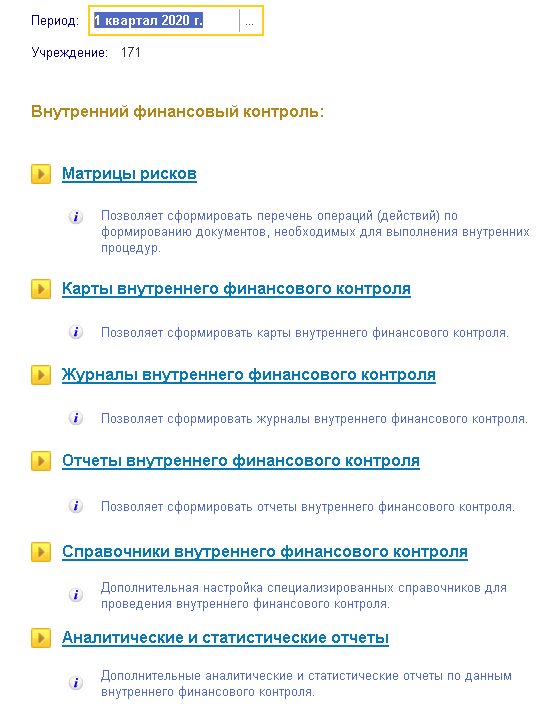 Период: 1 квартал 2020 г. ...
Учреждение: 171
Внутренний финансовый контроль:
Матрицы рисков
Позволяет сформировать перечень операций (действий) по
формированию документов, необходимых для выполнения внутренних
процедур.
Карты внутреннего финансового контроля
Позволяет сформировать карты внутреннего финансового контроля.
Журналы внутреннего финансового контроля
Позволяет сформировать журналы внутреннего финансового контроля.
Отчеты внутреннего финансового контроля
Позволяет сформировать отчеты внутреннего финансового контроля.
Справочники внутреннего финансового контроля
Дополнительная настройка специализированных справочников для
проведения внутреннего финансового контроля.
Аналитические и статистические отчеты
Дополнительные аналитические и статистические отчеты по данным
внутреннего финансового контроля.